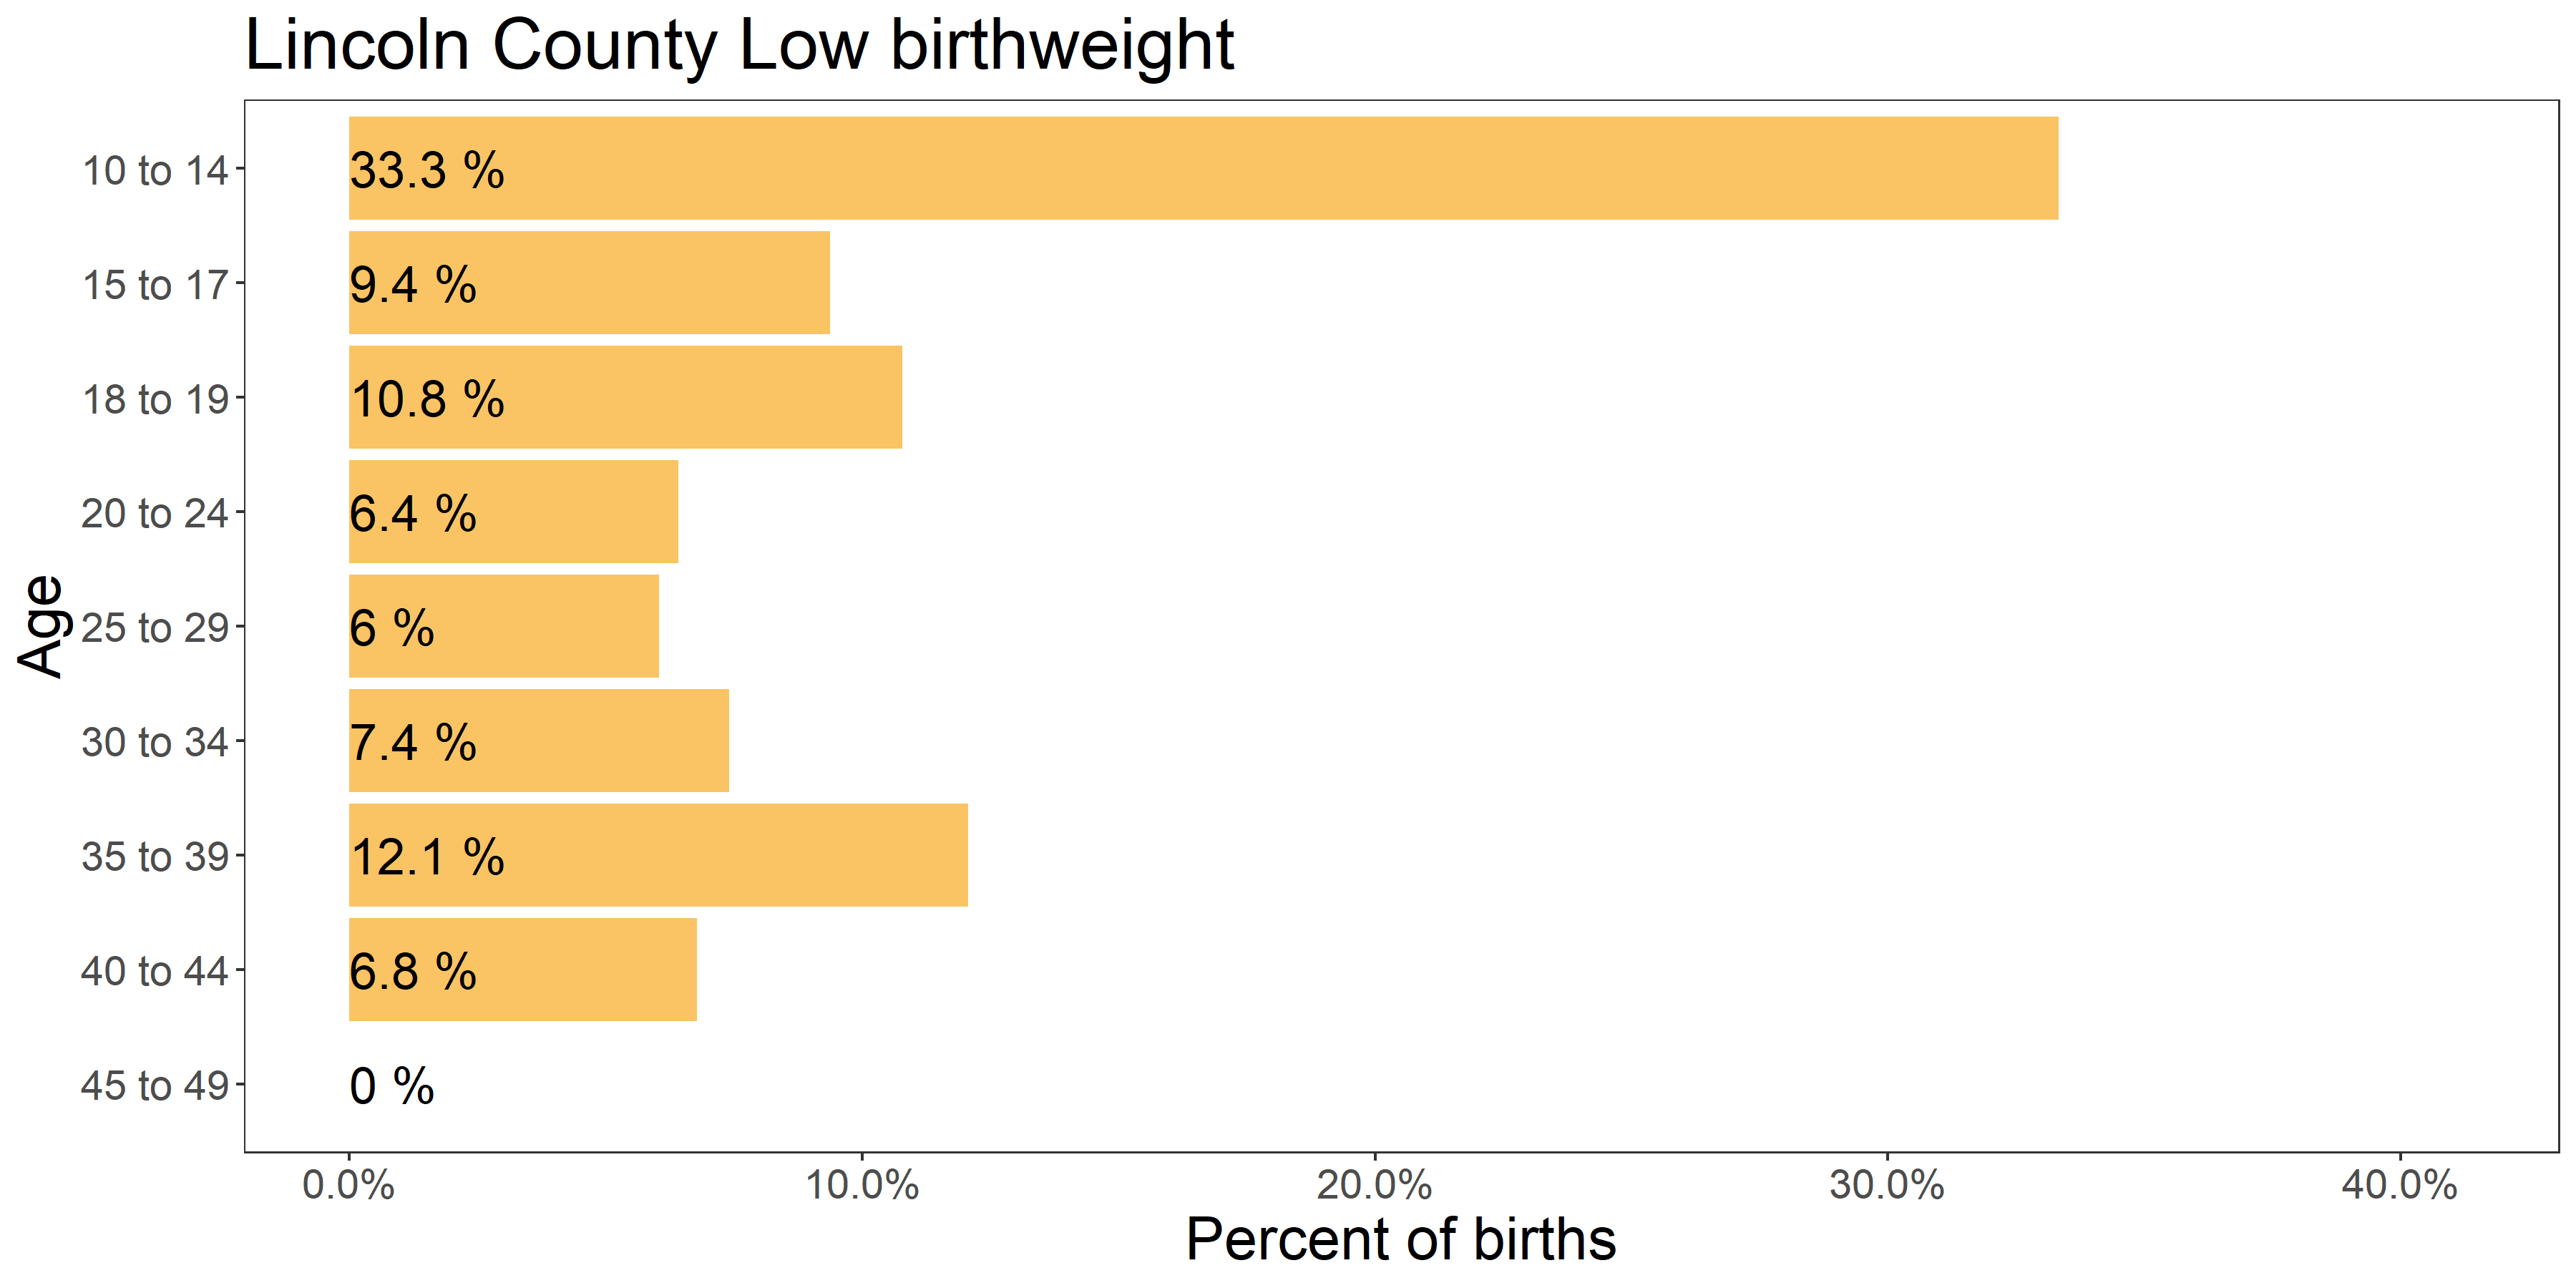 Lincoln County Low birthweight
Age
10 to 14
33.3 %
15 to 17
9.4 %
18 to 19
10.8 %
20 to 24
6.4 %
25 to 29
6 %
30 to 34
7.4 %
35 to 39
12.1 %
40 to 44
6.8 %
45 to 49
0 %
0.0% 10.0% 20.0% 30.0% 40.0%
Percent of births